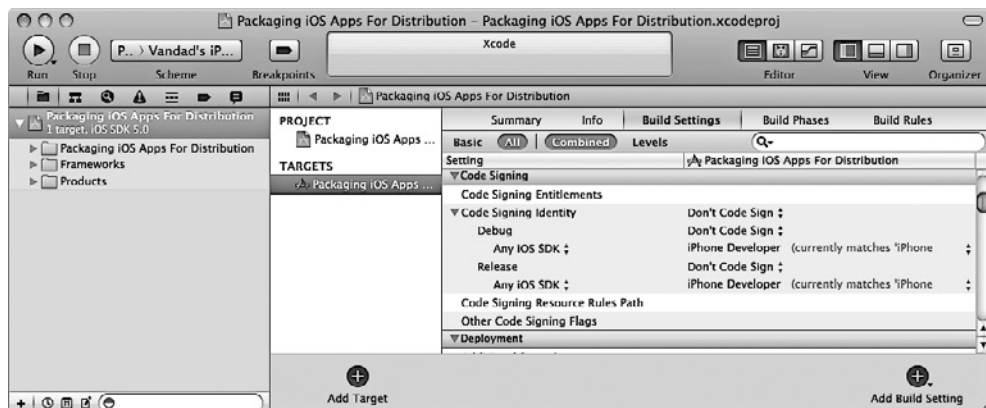 Packaging iOS Apps For Distribution – Packaging iOS Apps For Distribution.xcodeproj
P.. › Vandad's iP...
Xcode
Run Stop Scheme Breakpoints Editor View Organizer
Packaging iOS Apps For Distribution
Packaging iOS Apps For Distribution
1 target, iOS SDK 5.0
Packaging iOS Apps For Distribution
Frameworks
Products
PROJECT
Packaging iOS Apps ...
TARGETS
Packaging iOS Apps ...
Summary Info Build Settings Build Phases Build Rules
Basic All Combined Levels
Setting Packaging iOS Apps For Distribution
Code Signing
Code Signing Entitlements
Code Signing Identity Don't Code Sign
Debug Don't Code Sign
Any iOS SDK iPhone Developer (currently matches 'iPhone
Release Don't Code Sign
Any iOS SDK iPhone Developer (currently matches 'iPhone
Code Signing Resource Rules Path
Other Code Signing Flags
Deployment
Add Target Add Build Setting